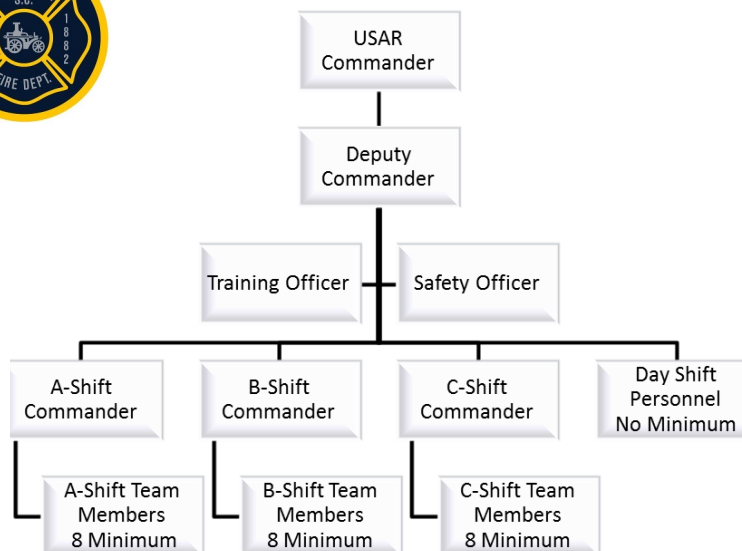 S.C.
1882
FIRE DEPT.
USAR
Commander
Deputy
Commander
Training Officer
Safety Officer
A-Shift
Commander
B-Shift
Commander
C-Shift
Commander
Day Shift
Personnel
No Minimum
A-Shift Team
Members
8 Minimum
B-Shift Team
Members
8 Minimum
C-Shift Team
Members
8 Minimum